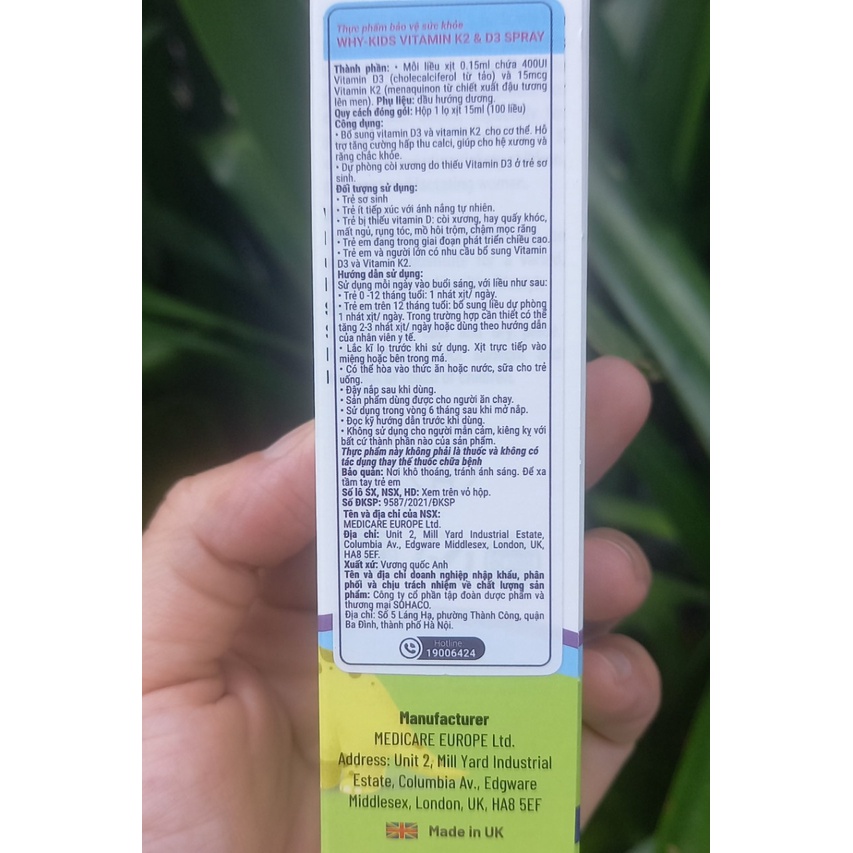 Thực phẩm bảo vệ sức khỏe
WHY-KIDS VITAMIN K2 & D3 SPRAY
Thành phần: • Mỗi liều xịt 0.15ml chứa 400UI
Vitamin D3 (cholecalciferol từ tảo) và 15mcg
Vitamin K2 (menaquinon từ chiết xuất đậu tương
lên men). Phụ liệu: dầu hướng dương.
Quy cách đóng gói: Hộp 1 lọ xịt 15ml (100 liều)
Công dụng:
• Bổ sung vitamin D3 và vitamin K2 cho cơ thể. Hỗ
trợ tăng cường hấp thu calci, giúp cho hệ xương và
răng chắc khỏe.
• Dự phòng còi xương do thiếu Vitamin D3 ở trẻ sơ
sinh.
Đối tượng sử dụng:
• Trẻ sơ sinh
• Trẻ ít tiếp xúc với ánh nắng tự nhiên.
• Trẻ bị thiếu vitamin D: còi xương, hay quấy khóc,
mất ngủ, rụng tóc, mồ hôi trộm, chậm mọc răng
• Trẻ em đang trong giai đoạn phát triển chiều cao.
• Trẻ em và người lớn có nhu cầu bổ sung Vitamin
D3 và Vitamin K2.
Hướng dẫn sử dụng:
Sử dụng mỗi ngày vào buổi sáng, với liều như sau:
• Trẻ 0 -12 tháng tuổi: 1 nhát xịt/ ngày.
• Trẻ em trên 12 tháng tuổi: bổ sung liều dự phòng
1 nhát xịt/ ngày. Trong trường hợp cần thiết có thể
tăng 2-3 nhát xịt/ ngày hoặc dùng theo hướng dẫn
của nhân viên y tế.
• Lắc kĩ lọ trước khi sử dụng. Xịt trực tiếp vào
miệng hoặc bên trong má.
• Có thể hòa vào thức ăn hoặc nước, sữa cho trẻ
uống.
• Đậy nắp sau khi dùng.
• Sản phẩm dùng được cho người ăn chay.
• Sử dụng trong vòng 6 tháng sau khi mở nắp.
• Đọc kỹ hướng dẫn trước khi dùng.
• Không sử dụng cho người mẫn cảm, kiêng kỵ với
bất cứ thành phần nào của sản phẩm.
Thực phẩm này không phải là thuốc và không có
tác dụng thay thế thuốc chữa bệnh
Bảo quản: Nơi khô thoáng, tránh ánh sáng. Để xa
tầm tay trẻ em
Số lô SX, NSX, HD: Xem trên vỏ hộp.
Số ĐKSP: 9587/2021/ĐKSP
Tên và địa chỉ của NSX:
MEDICARE EUROPE Ltd.
Địa chỉ: Unit 2, Mill Yard Industrial Estate,
Columbia Av., Edgware Middlesex, London, UK,
HA8 5EF.
Xuất xứ: Vương quốc Anh
Tên và địa chỉ doanh nghiệp nhập khẩu, phân
phối và chịu trách nhiệm về chất lượng sản
phẩm: Công ty cổ phần tập đoàn dược phẩm và
thương mại SOHACO.
Địa chỉ: Số 5 Láng Hạ, phường Thành Công, quận
Ba Đình, thành phố Hà Nội.
Hotline
19006424
Manufacturer
MEDICARE EUROPE Ltd.
Address: Unit 2, Mill Yard Industrial
Estate, Columbia Av., Edgware
Middlesex, London, UK, HA8 5EF
Made in UK